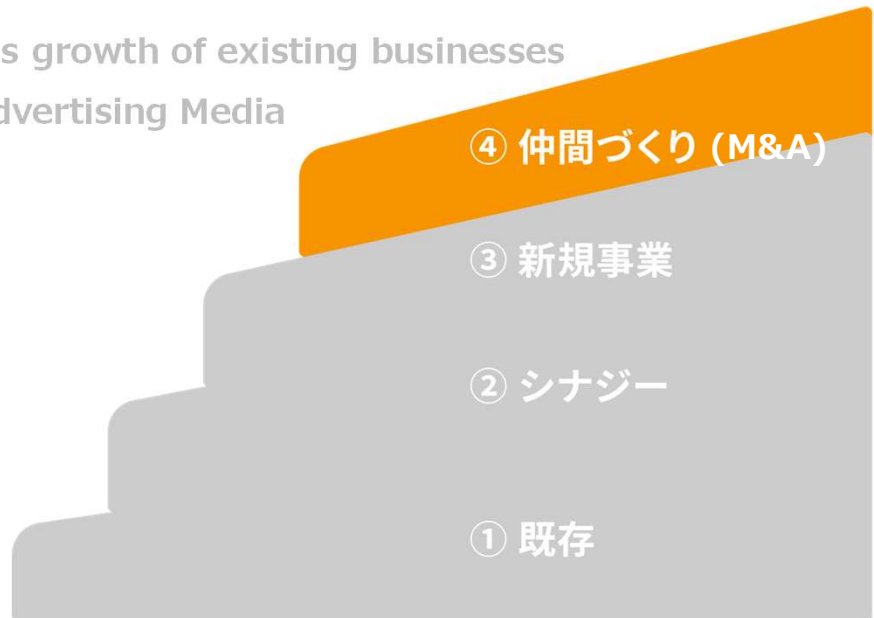 s growth of existing businesses
dvertising Media
④ 仲間づくり (M&A)
③ 新規事業
② シナジー
① 既存